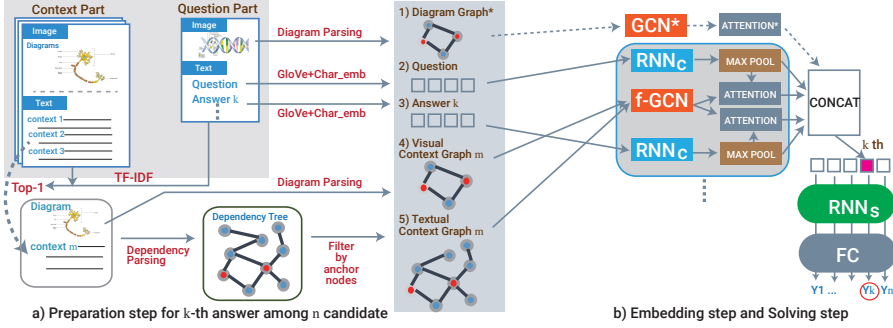 Context Part
Image
Diagrams
Text
context 1
context 2
context 3
Question Part
Image
Text
Question
Answer k
Diagram Parsing
GloVe+Char_emb
GloVe+Char_emb
TF-IDF
Top-1
Diagram Parsing
Diagram
context m
Dependency
Parsing
Dependency Tree
Filter
by
anchor
nodes
1) Diagram Graph*
2) Question
3) Answer k
4) Visual
Context Graph m
5) Textual
Context Graph m
GCN*
ATTENTION*
RNNC
MAX POOL
f-GCN
ATTENTION
ATTENTION
RNNC
MAX POOL
CONCAT
k th
RNNS
FC
Y1 ... Yk Yn
a) Preparation step for k-th answer among n candidate
b) Embedding step and Solving step